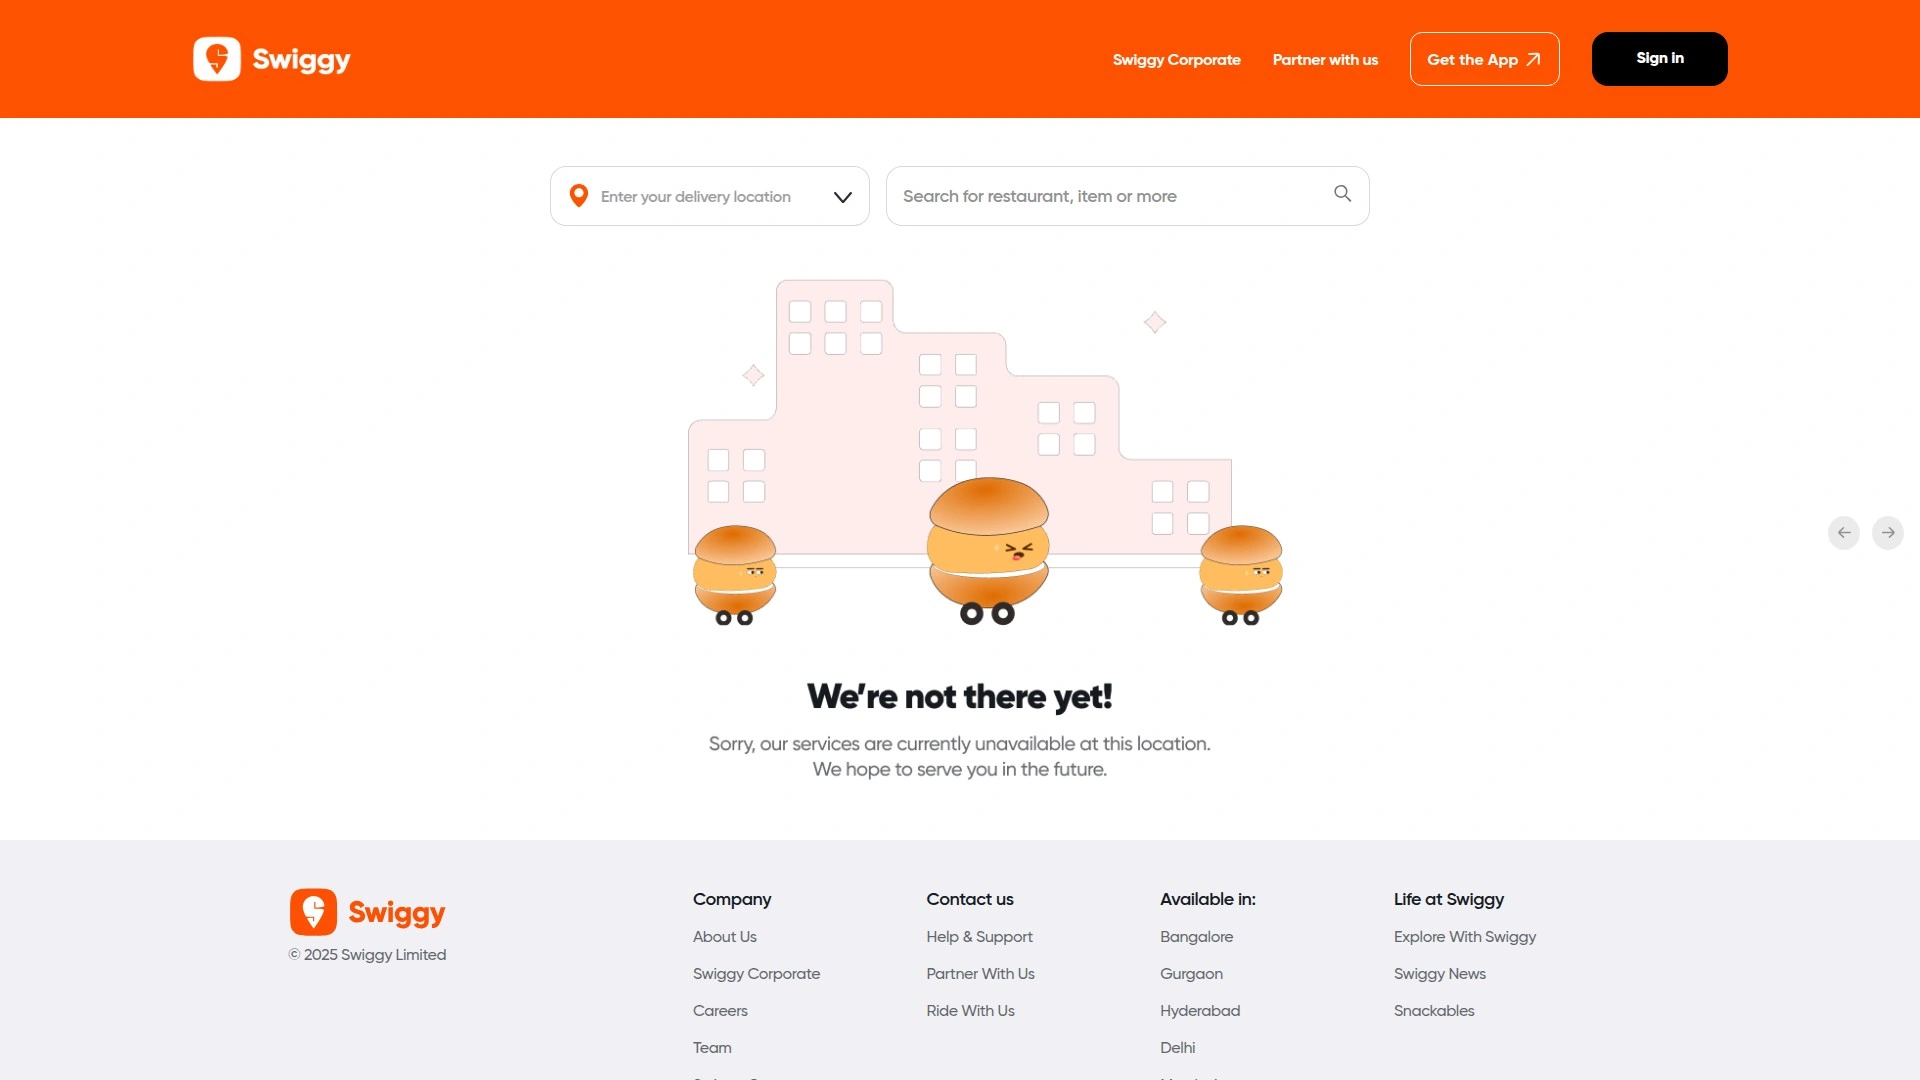 Swiggy
Swiggy Corporate
Partner with us
Get the App
Sign in
Enter your delivery location
Search for restaurant, item or more
We're not there yet!
Sorry, our services are currently unavailable at this location.
We hope to serve you in the future.
Swiggy
© 2025 Swiggy Limited
Company
About Us
Swiggy Corporate
Careers
Team
Contact us
Help & Support
Partner With Us
Ride With Us
Available in:
Bangalore
Gurgaon
Hyderabad
Delhi
Life at Swiggy
Explore With Swiggy
Swiggy News
Snackables